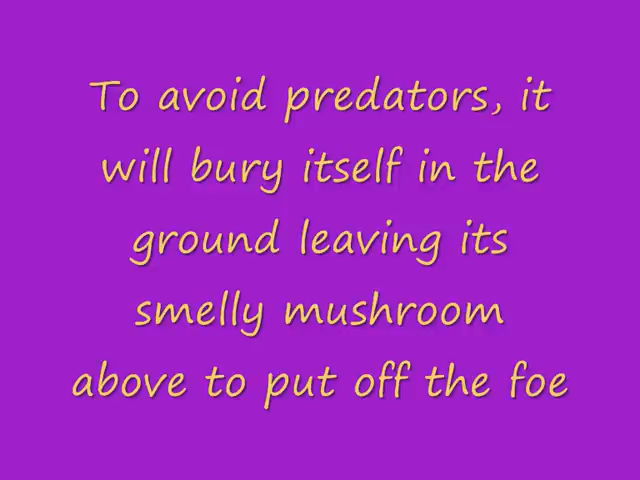 To avoid predators, it
will bury itself in the
ground leaving its
smelly mushroom
above to put off the foe